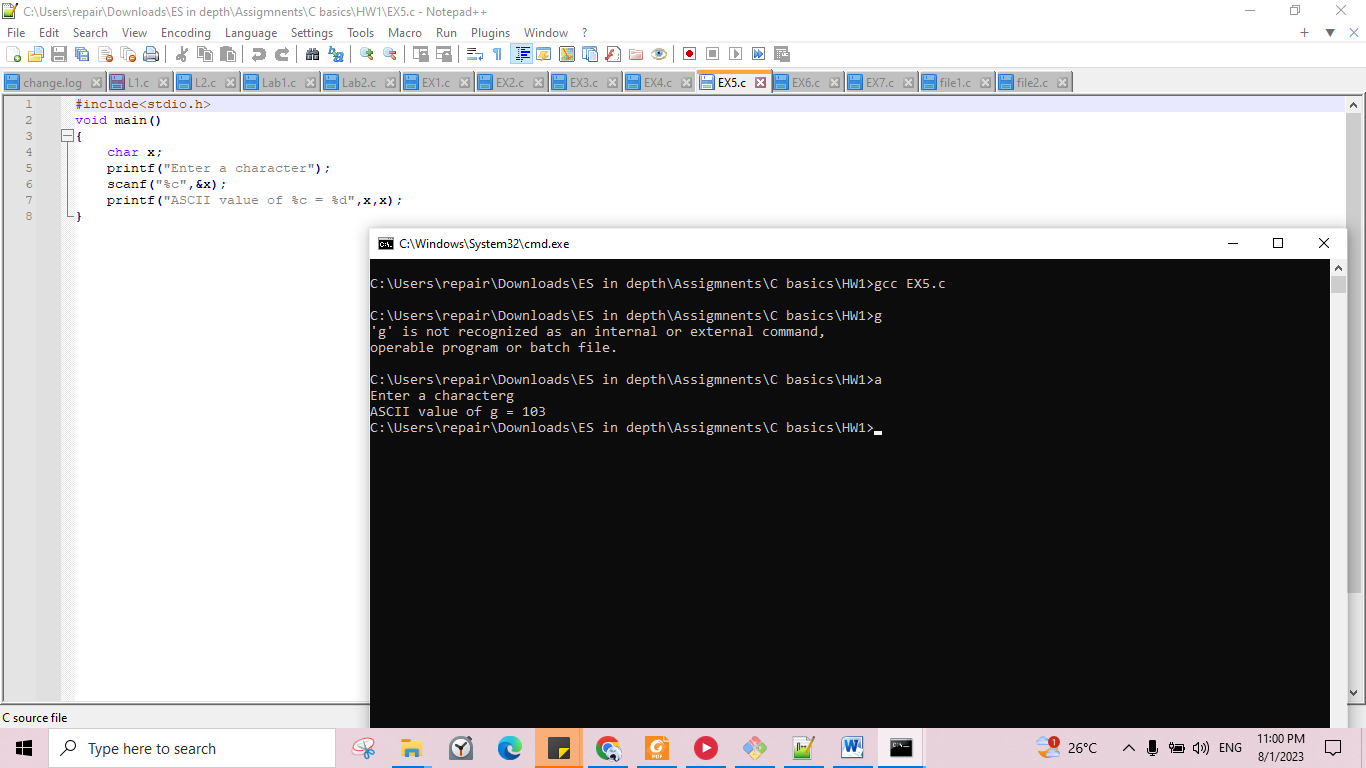 C:\Users\repair\Downloads\ES in depth\Assigmnents\C basics\HW1\EX5.c - Notepad++
File Edit Search View Encoding Language Settings Tools Macro Run Plugins Window ?
change.log L1.c L2.c Lab1.c Lab2.c EX1.c EX2.c EX3.c EX4.c EX5.c EX6.c EX7.c file1.c file2.c
1 #include<stdio.h>
2 void main()
3 {
4 char x;
5 printf("Enter a character");
6 scanf("%c",&x);
7 printf("ASCII value of %c = %d",x,x);
8 }
C:\Windows\System32\cmd.exe
C:\Users\repair\Downloads\ES in depth\Assigmnents\C basics\HW1>gcc EX5.c
C:\Users\repair\Downloads\ES in depth\Assigmnents\C basics\HW1>g
'g' is not recognized as an internal or external command,
operable program or batch file.
C:\Users\repair\Downloads\ES in depth\Assigmnents\C basics\HW1>a
Enter a characterg
ASCII value of g = 103
C:\Users\repair\Downloads\ES in depth\Assigmnents\C basics\HW1>
C source file
Type here to search
1 26°C ENG
11:00 PM
8/1/2023